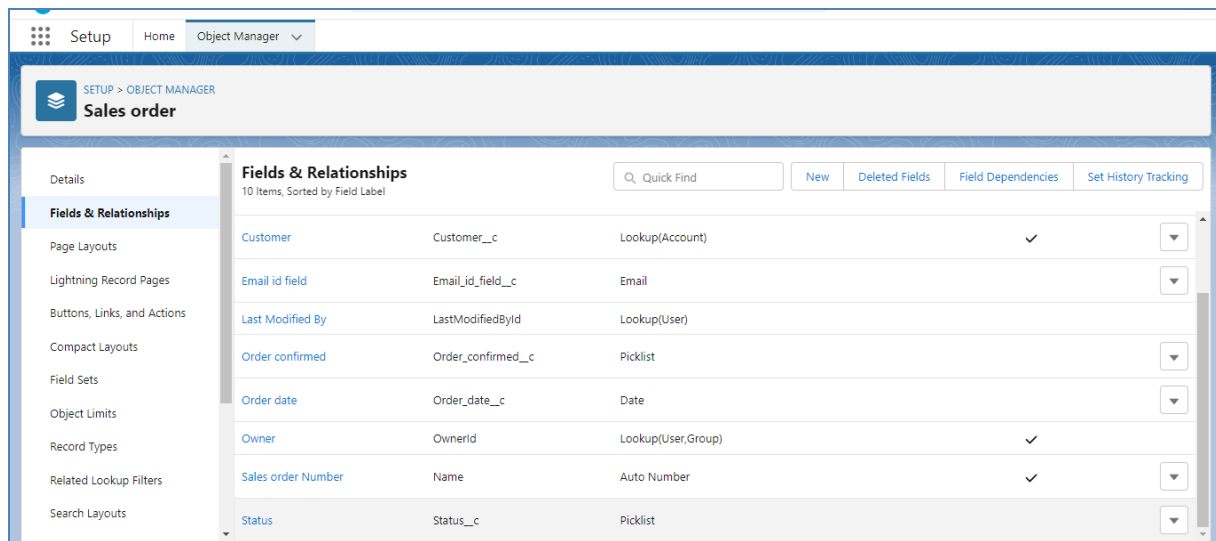 Setup Home Object Manager
SETUP > OBJECT MANAGER
Sales order
Details
Fields & Relationships
Page Layouts
Lightning Record Pages
Buttons, Links, and Actions
Compact Layouts
Field Sets
Object Limits
Record Types
Related Lookup Filters
Search Layouts
Fields & Relationships
10 Items, Sorted by Field Label
Quick Find New Deleted Fields Field Dependencies Set History Tracking
Customer Customer__c Lookup(Account)
Email id field Email_id_field__c Email
Last Modified By LastModifiedById Lookup(User)
Order confirmed Order_confirmed__c Picklist
Order date Order_date__c Date
Owner OwnerId Lookup(User,Group)
Sales order Number Name Auto Number
Status Status__c Picklist